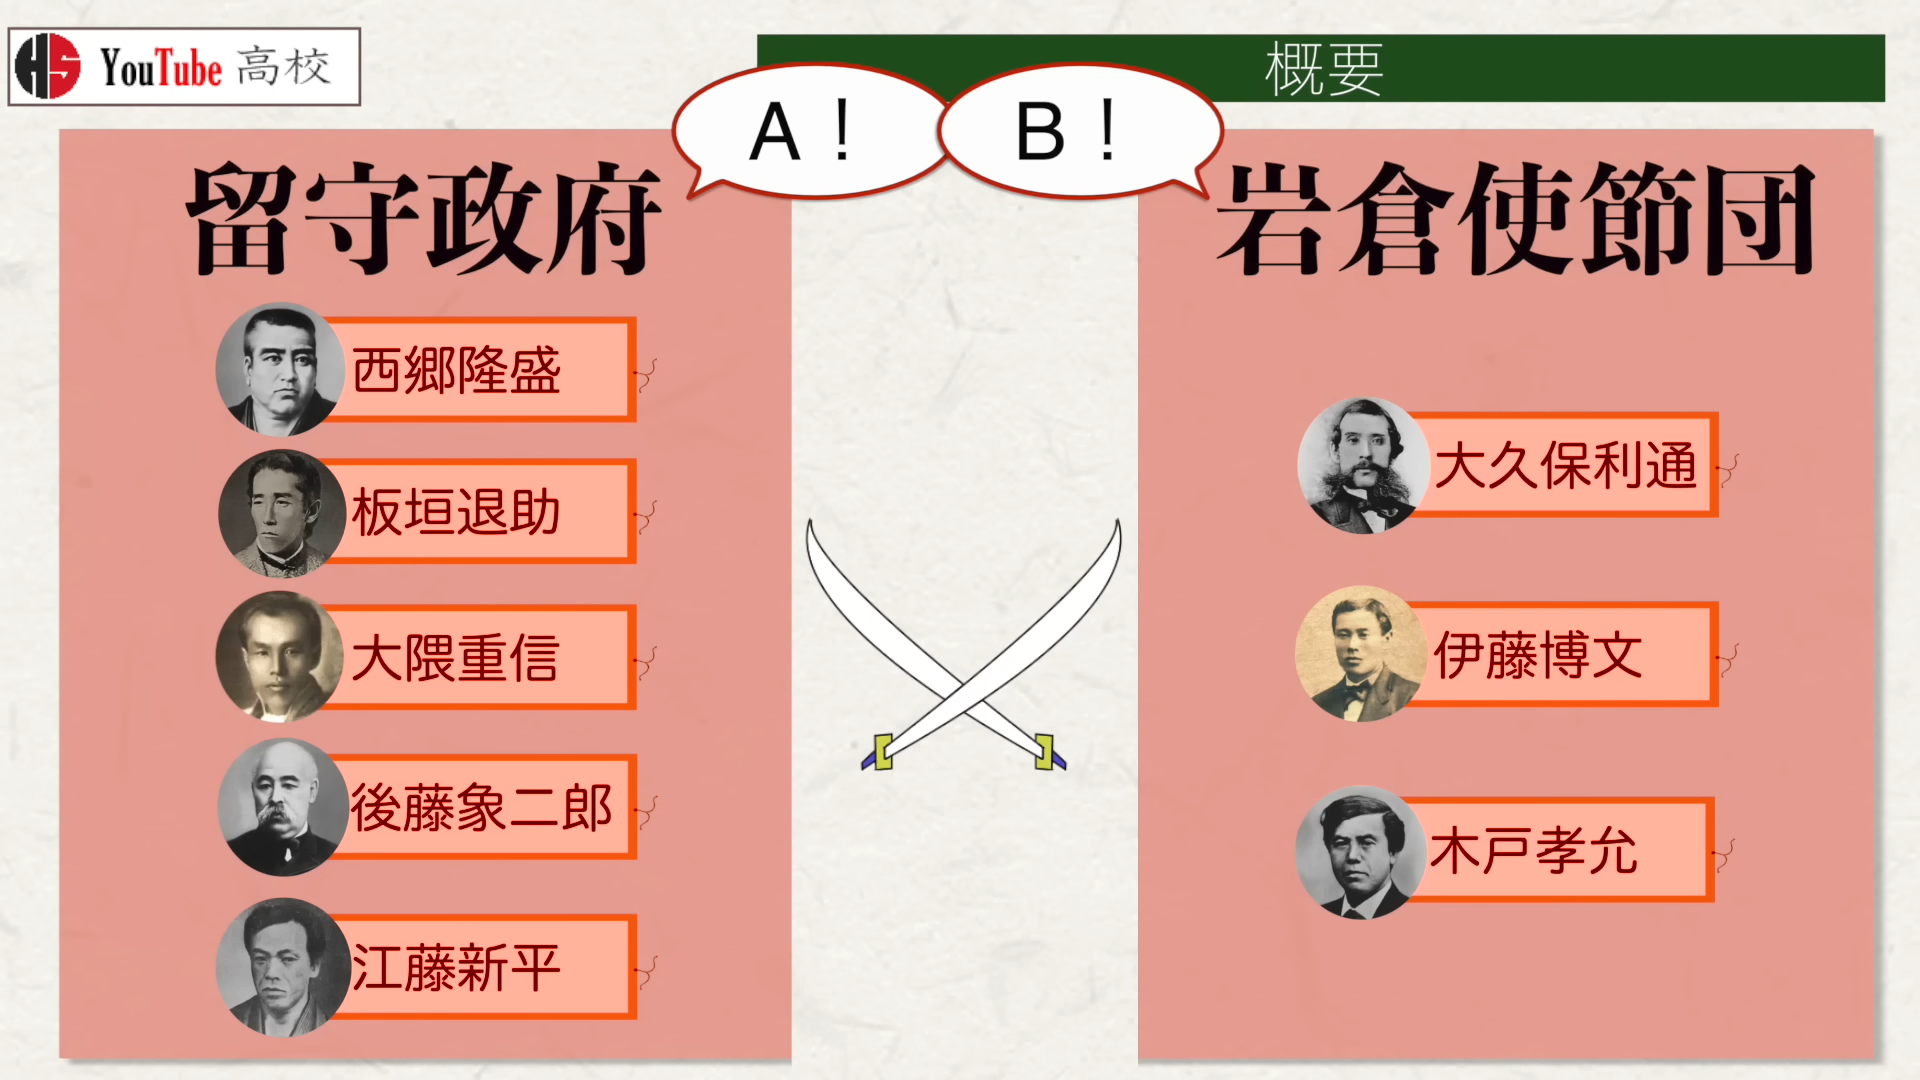 YouTube 高校
概要
A！
B！
留守政府
西郷隆盛
板垣退助
大隈重信
後藤象二郎
江藤新平
岩倉使節団
大久保利通
伊藤博文
木戸孝允